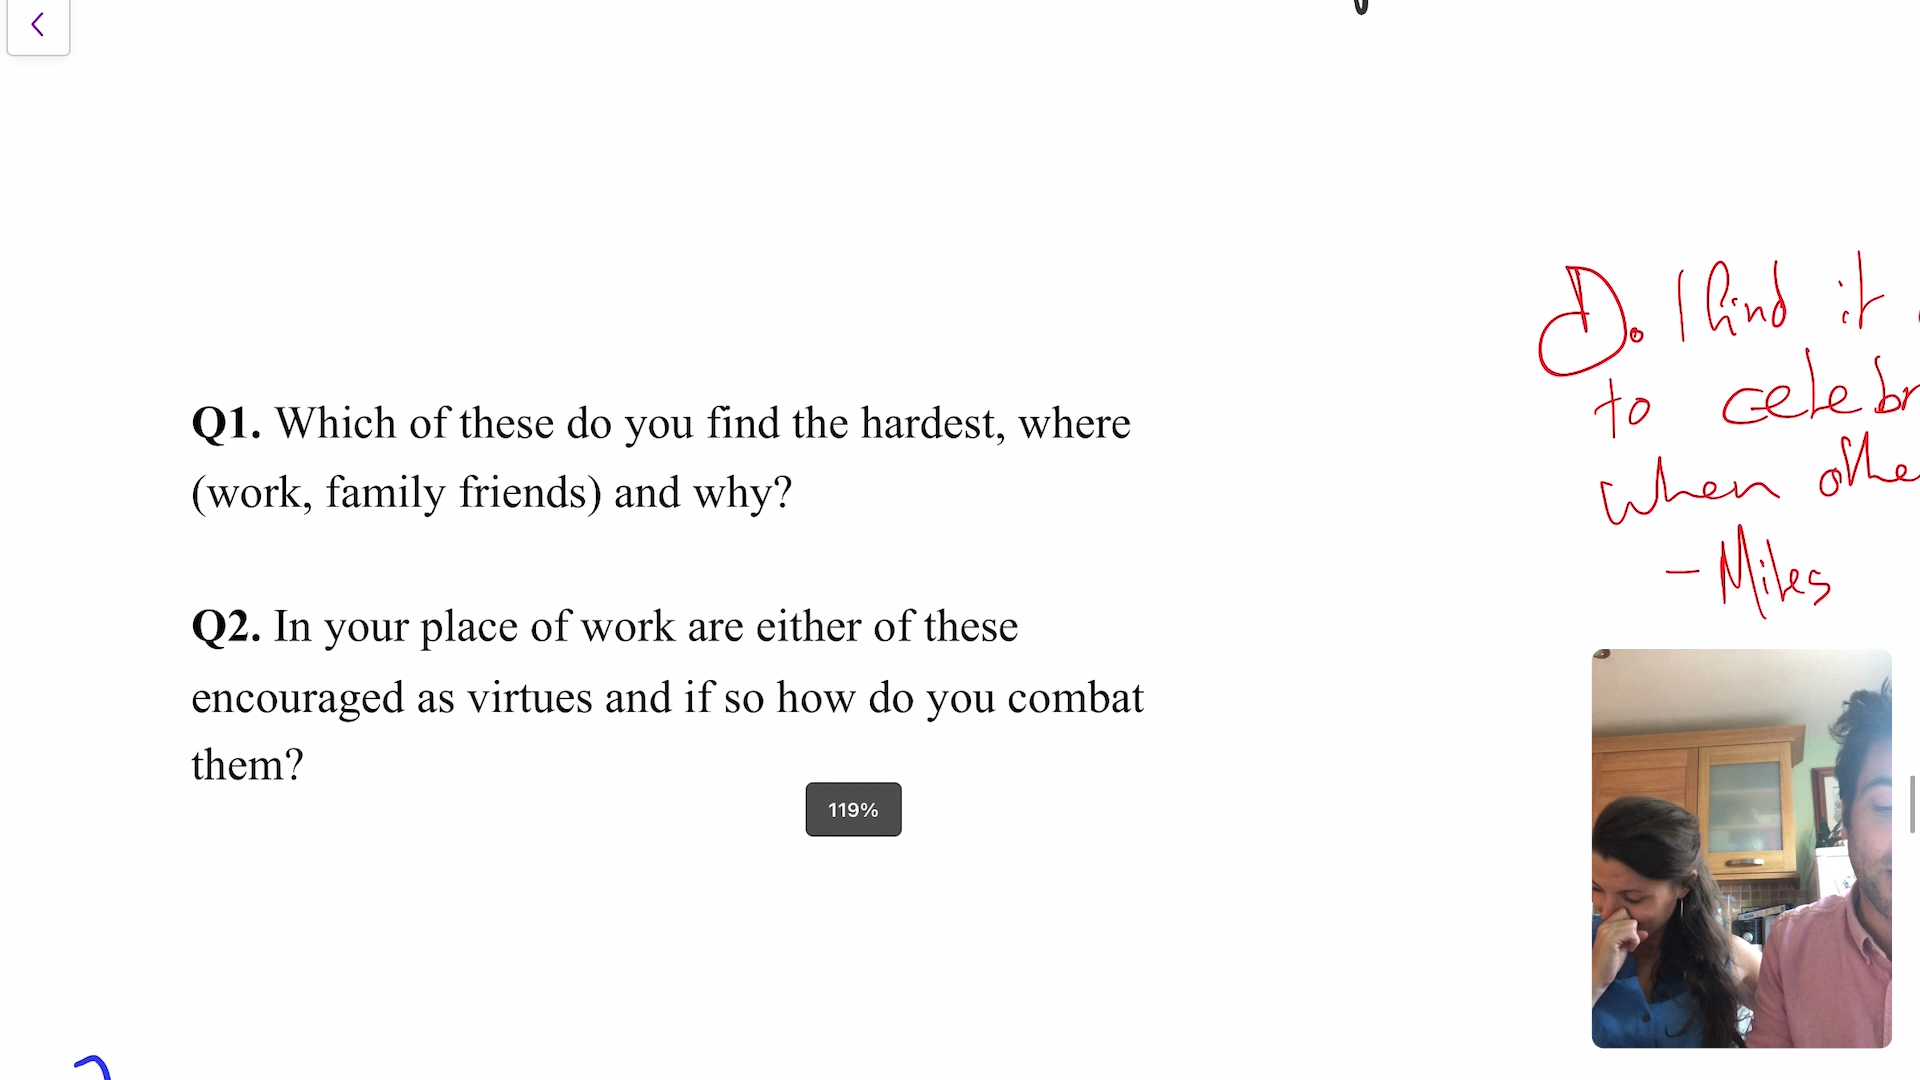 Q1. Which of these do you find the hardest, where
(work, family friends) and why?
Q2. In your place of work are either of these
encouraged as virtues and if so how do you combat
them?
119%
I find it
to celebr
when othe
- Miles